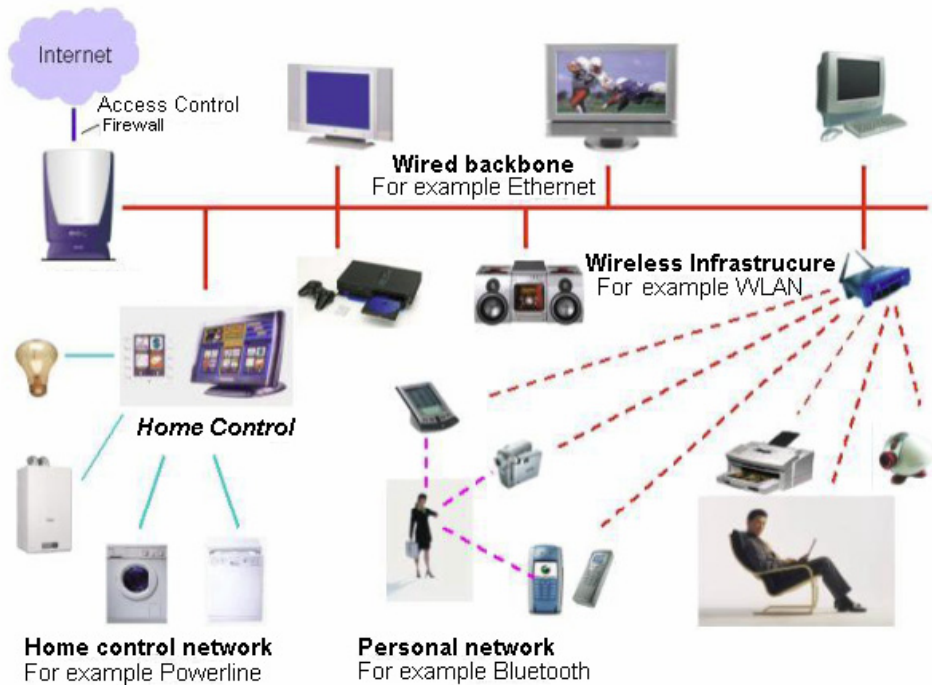 Internet
Access Control
Firewall
Wired backbone
For example Ethernet
Wireless Infrastrucure
For example WLAN
Home Control
Home control network
For example Powerline
Personal network
For example Bluetooth